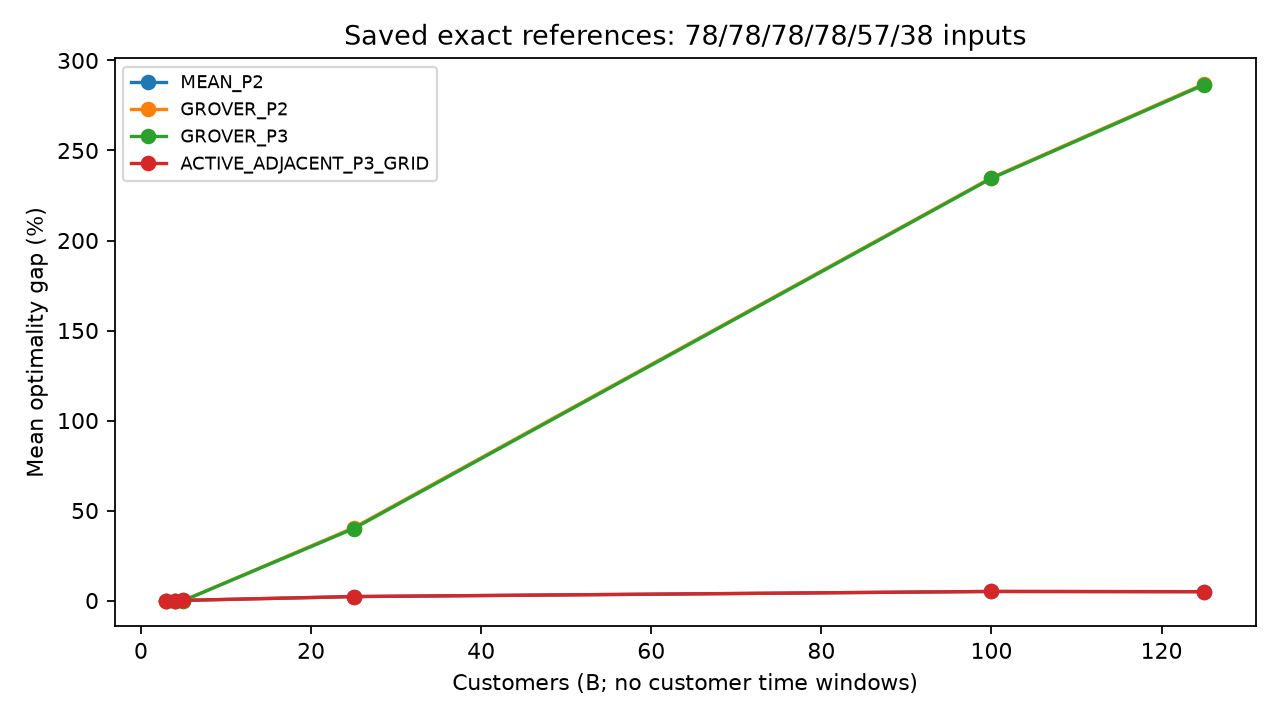 Saved exact references: 78/78/78/78/57/38 inputs
300
250
200
150
100
50
0
Mean optimality gap (%)
MEAN_P2
GROVER_P2
GROVER_P3
ACTIVE_ADJACENT_P3_GRID
0 20 40 60 80 100 120
Customers (B; no customer time windows)